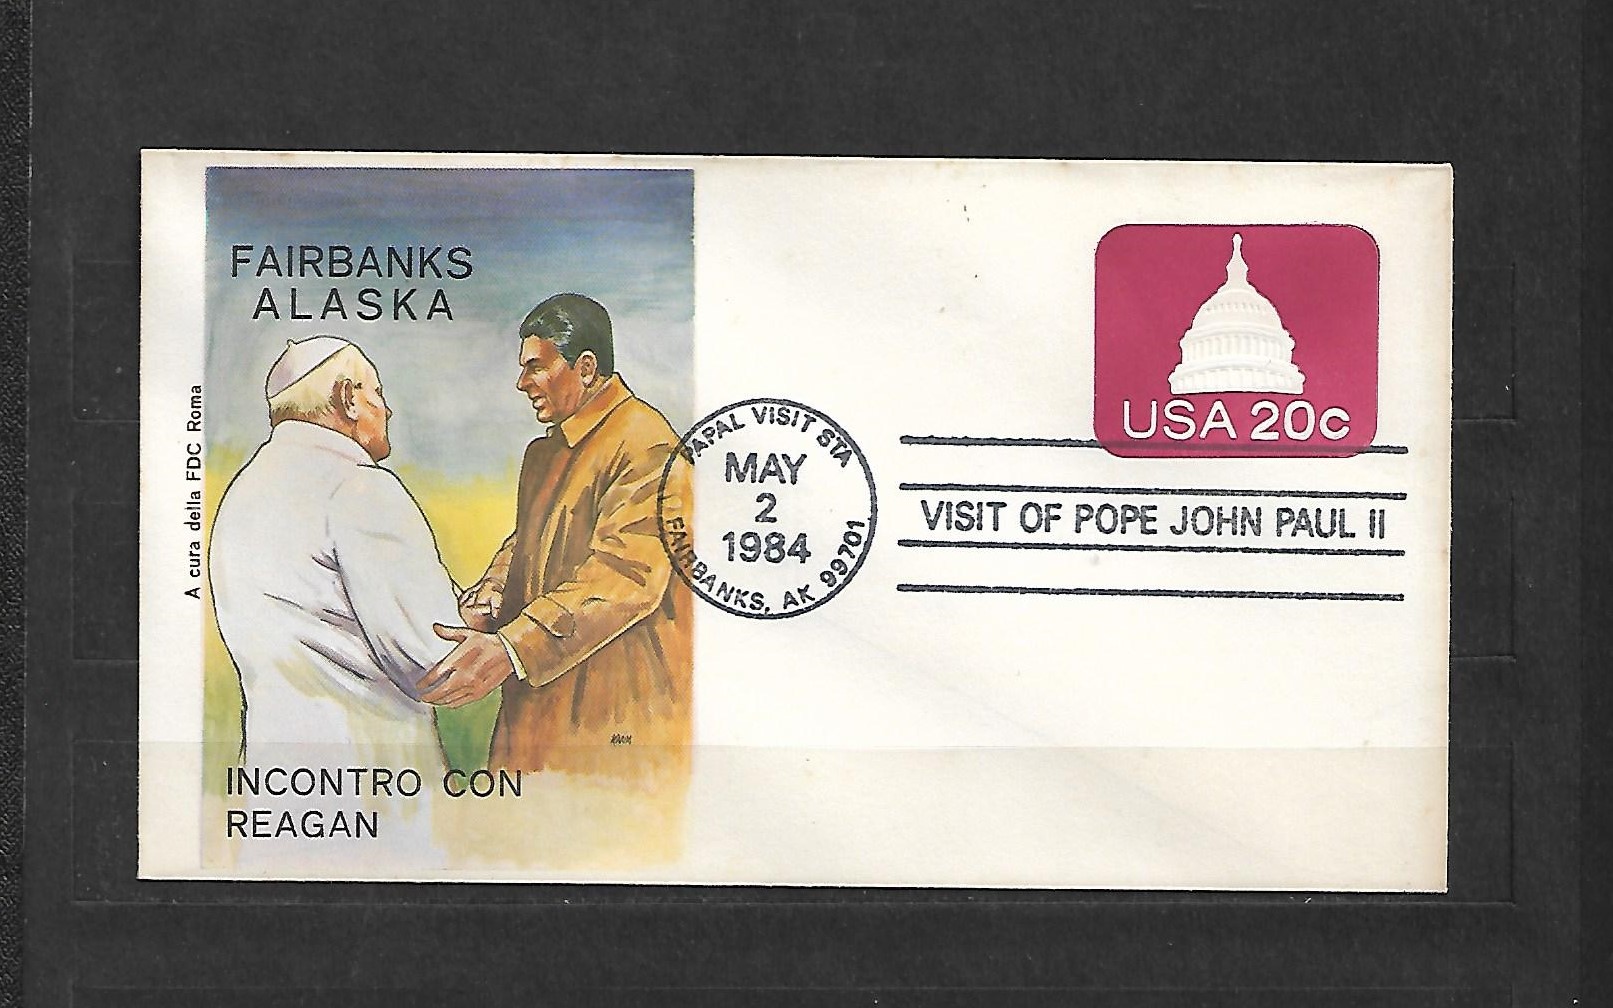 FAIRBANKS
ALASKA
A cura della FDC Roma
INCONTRO CON
REAGAN
PAPAL VISIT STA
MAY
2
1984
FAIRBANKS, AK 99701
USA 20c
VISIT OF POPE JOHN PAUL II